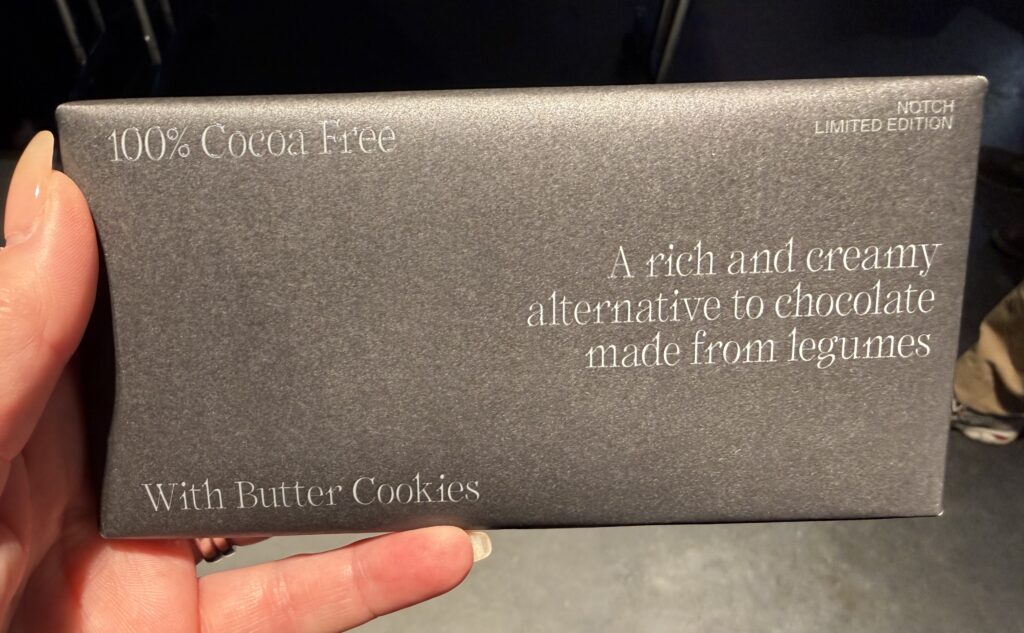 100% Cocoa Free
NOTCH
LIMITED EDITION
A rich and creamy
alternative to chocolate
made from legumes
With Butter Cookies